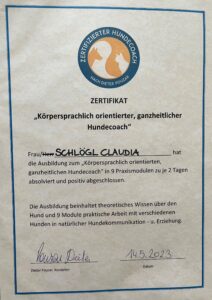 ZERTIFIZIERTER HUNDECOACH
ZERTIFIKAT
„Körpersprachlich orientierter, ganzheitlicher
Hundecoach“
Frau/Herr SCHLÖGL CLAUDIA hat
die Ausbildung zum „Körpersprachlich orientierten,
ganzheitlichen Hundecoach“ in 9 Praxismodulen zu je 2 Tagen
absolviert und positiv abgeschlossen.
Die Ausbildung beinhaltet theoretisches Wissen über den
Hund und 9 Module praktische Arbeit mit verschiedenen
Hunden in natürlicher Hundekommunikation – u. Erziehung.
14.5.2023
Datum